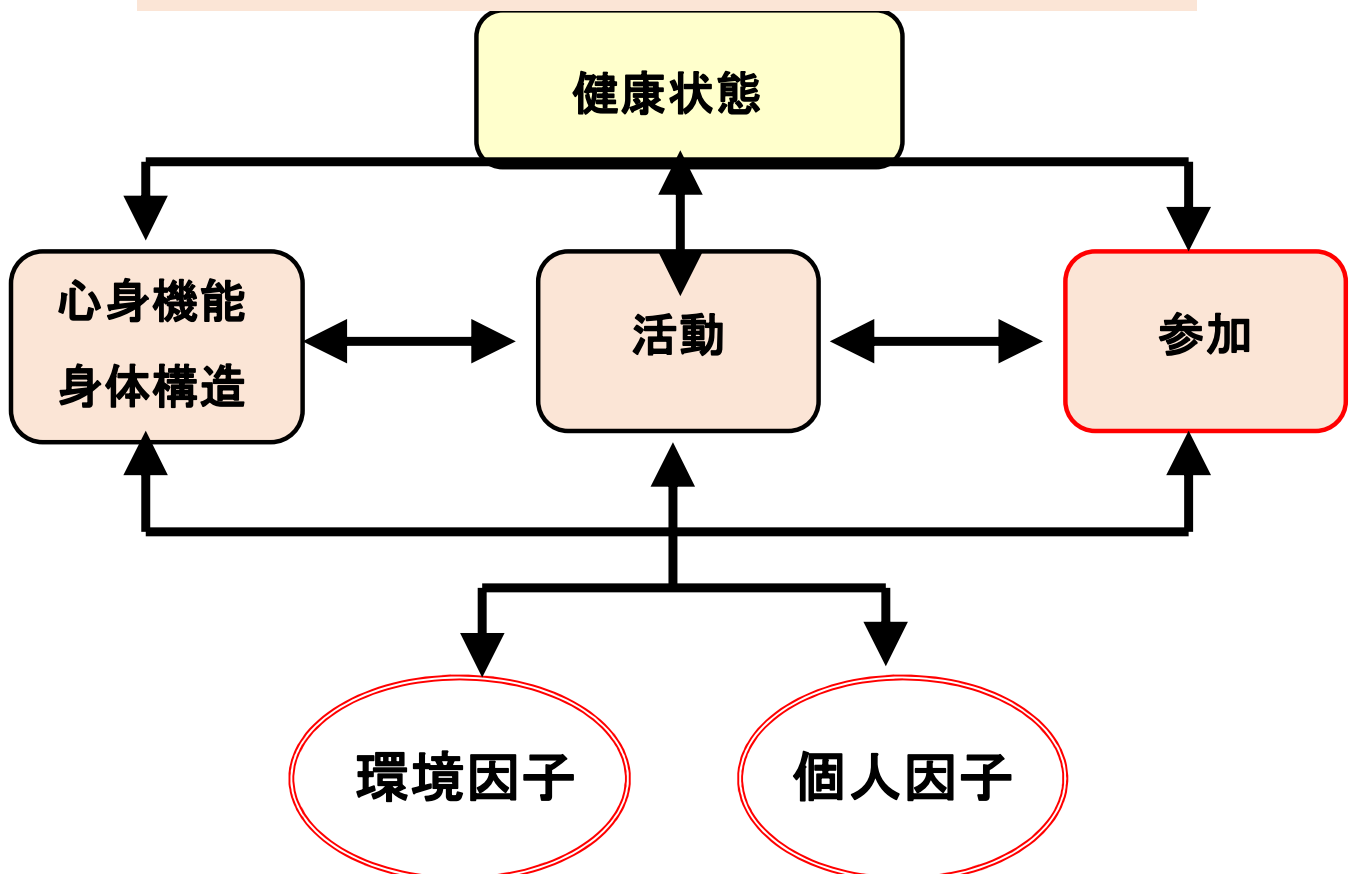 健康状態
心身機能
身体構造
活動
参加
環境因子
個人因子